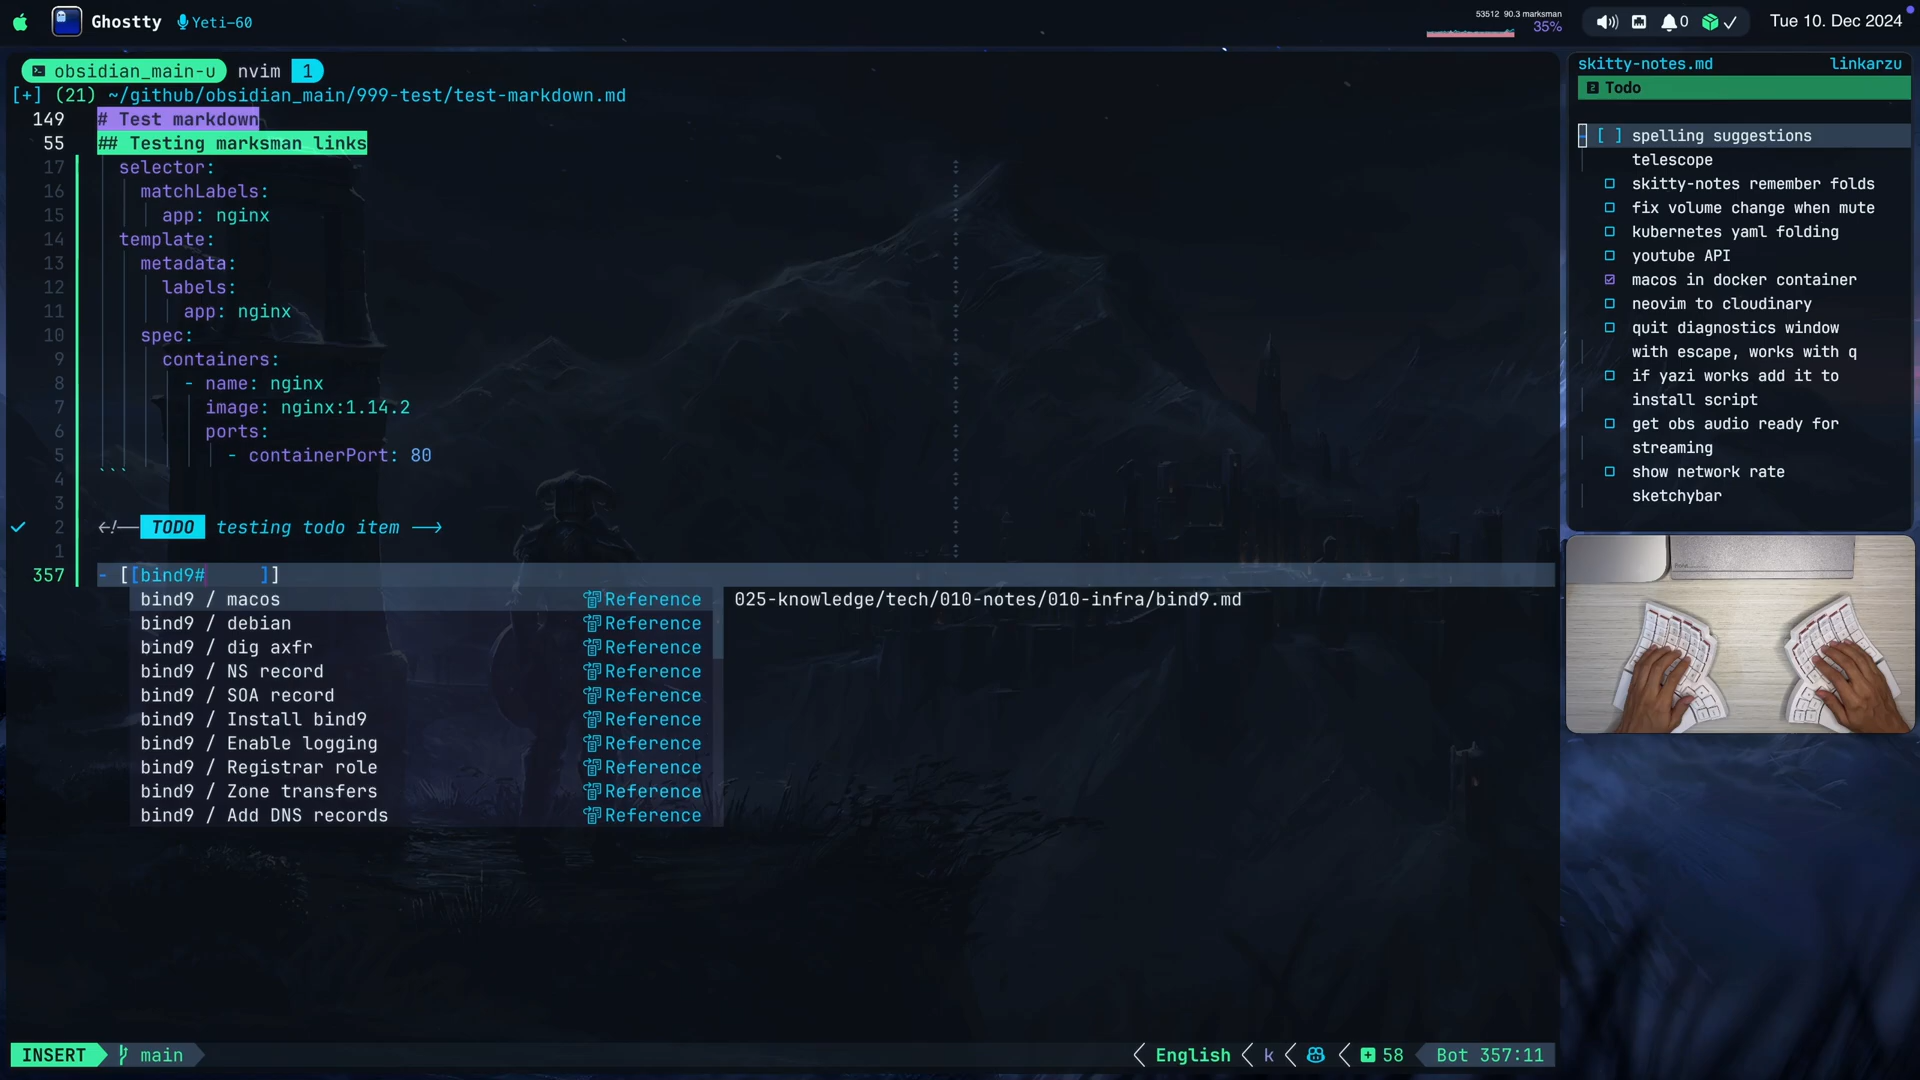 Ghostty Yeti-60
53512 90.3 marksman
35%
0
Tue 10. Dec 2024
obsidian_main-u nvim 1
[+] (21) ~/github/obsidian_main/999-test/test-markdown.md
149 # Test markdown
55 ## Testing marksman links
17 selector:
16 matchLabels:
15 app: nginx
14 template:
13 metadata:
12 labels:
11 app: nginx
10 spec:
9 containers:
8 - name: nginx
7 image: nginx:1.14.2
6 ports:
5 - containerPort: 80
4 ```
3
2 <!-- TODO testing todo item -->
1
357 - [[bind9# ]]
bind9 / macos Reference 025-knowledge/tech/010-notes/010-infra/bind9.md
bind9 / debian Reference
bind9 / dig axfr Reference
bind9 / NS record Reference
bind9 / SOA record Reference
bind9 / Install bind9 Reference
bind9 / Enable logging Reference
bind9 / Registrar role Reference
bind9 / Zone transfers Reference
bind9 / Add DNS records Reference
INSERT main
English k 58 Bot 357:11
skitty-notes.md linkarzu
2 Todo
- [ ] spelling suggestions
telescope
skitty-notes remember folds
fix volume change when mute
kubernetes yaml folding
youtube API
macos in docker container
neovim to cloudinary
quit diagnostics window
with escape, works with q
if yazi works add it to
install script
get obs audio ready for
streaming
show network rate
sketchybar